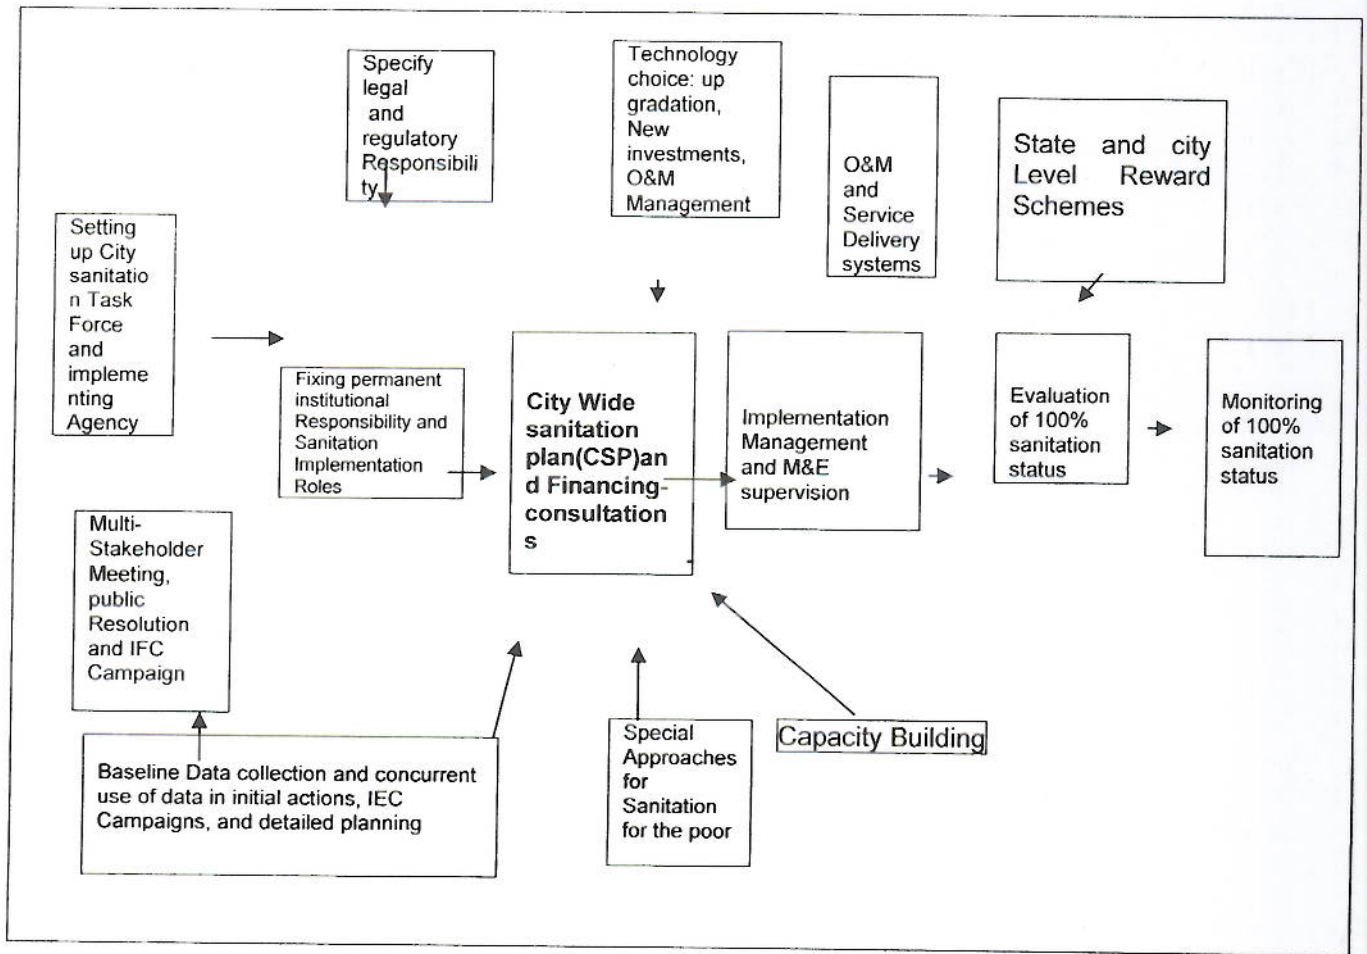 Specify
legal
and
regulatory
Responsibili
ty
Technology
choice: up
gradation,
New
investments,
O&M
Management
O&M
and
Service
Delivery
systems
State and city
Level Reward
Schemes
Setting
up City
sanitatio
n Task
Force
and
impleme
nting
Agency
Fixing permanent
institutional
Responsibility and
Sanitation
Implementation
Roles
City Wide
sanitation
plan(CSP)an
d Financing-
consultation
s
Implementation
Management
and M&E
supervision
Evaluation
of 100%
sanitation
status
Monitoring
of 100%
sanitation
status
Multi-
Stakeholder
Meeting,
public
Resolution
and IFC
Campaign
Baseline Data collection and concurrent
use of data in initial actions, IEC
Campaigns, and detailed planning
Special
Approaches
for
Sanitation
for the poor
Capacity Building